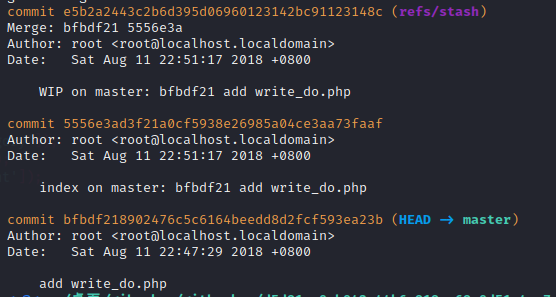 commit e5b2a2443c2b6d395d06960123142bc91123148c (refs/stash)
Merge: bfbdf21 5556e3a
Author: root <root@localhost.localdomain>
Date:   Sat Aug 11 22:51:17 2018 +0800
WIP on master: bfbdf21 add write_do.php
commit 5556e3ad3f21a0cf5938e26985a04ce3aa73faaf
Author: root <root@localhost.localdomain>
Date:   Sat Aug 11 22:51:17 2018 +0800
index on master: bfbdf21 add write_do.php
commit bfbdf218902476c5c6164beedd8d2fcf593ea23b (HEAD -> master)
Author: root <root@localhost.localdomain>
Date:   Sat Aug 11 22:47:29 2018 +0800
add write_do.php